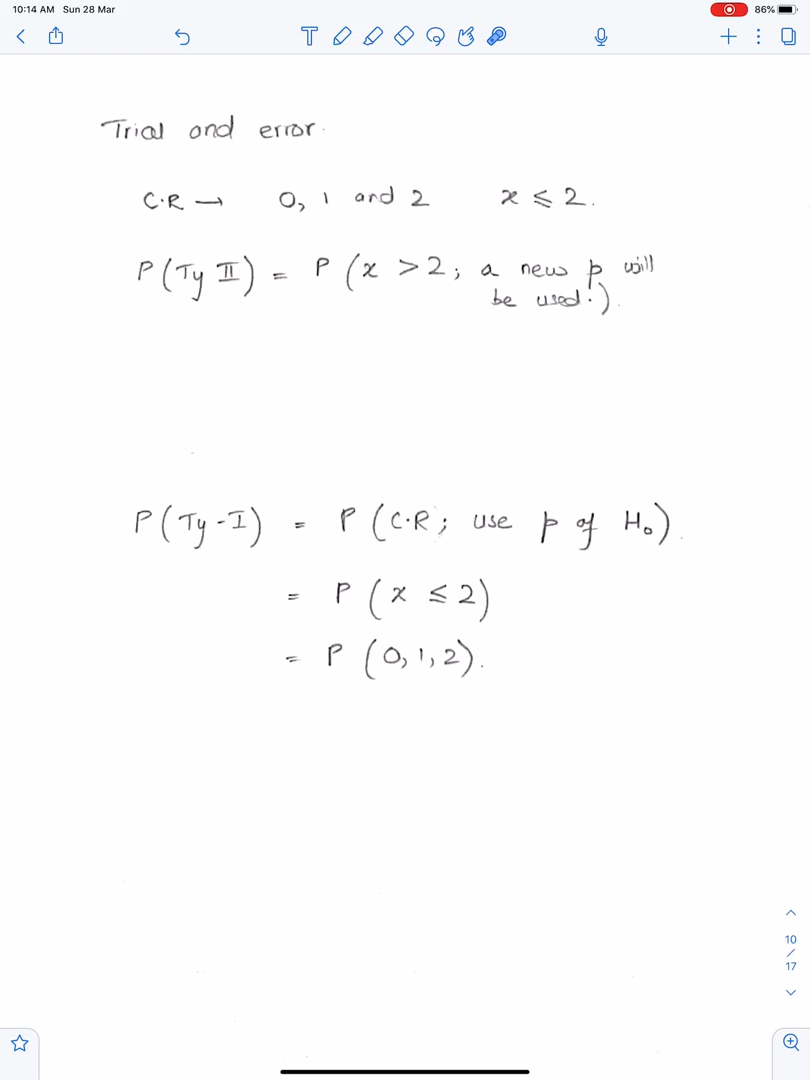 10:14 AM Sun 28 Mar
86%
T
Trial and error.
C.R → 0, 1 and 2 x ⩽ 2.
P(Ty II) = P (x > 2; a new p will
be used.).
P(Ty-I) = P (C.R; use p of H₀).
= P (x ⩽ 2)
= P (0, 1, 2).
10
/
17